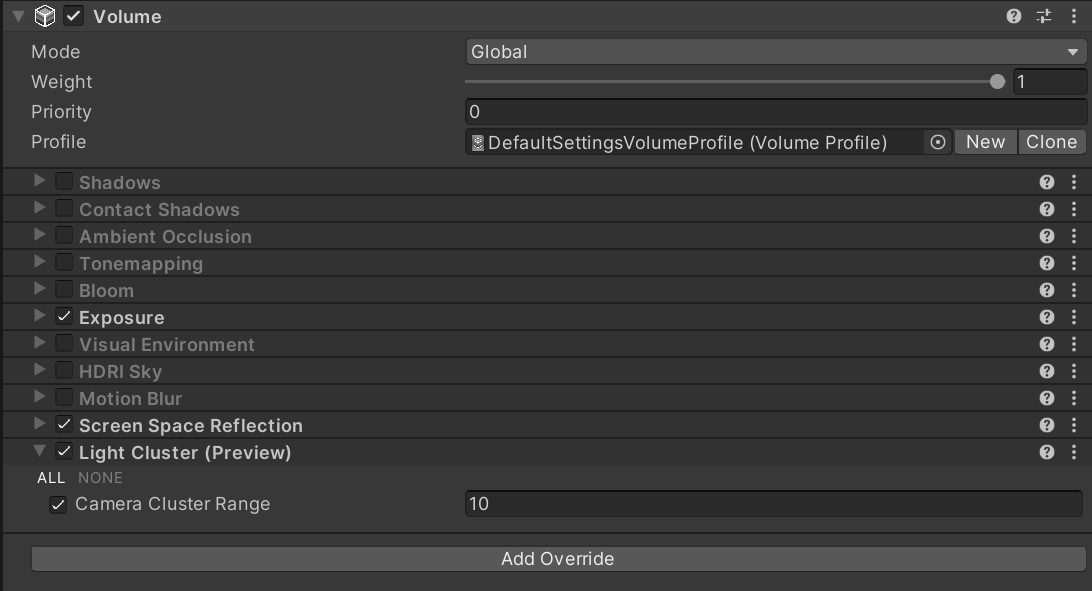 Volume
Mode Global
Weight 1
Priority 0
Profile DefaultSettingsVolumeProfile (Volume Profile) New Clone
Shadows
Contact Shadows
Ambient Occlusion
Tonemapping
Bloom
Exposure
Visual Environment
HDRI Sky
Motion Blur
Screen Space Reflection
Light Cluster (Preview)
ALL NONE
Camera Cluster Range 10
Add Override